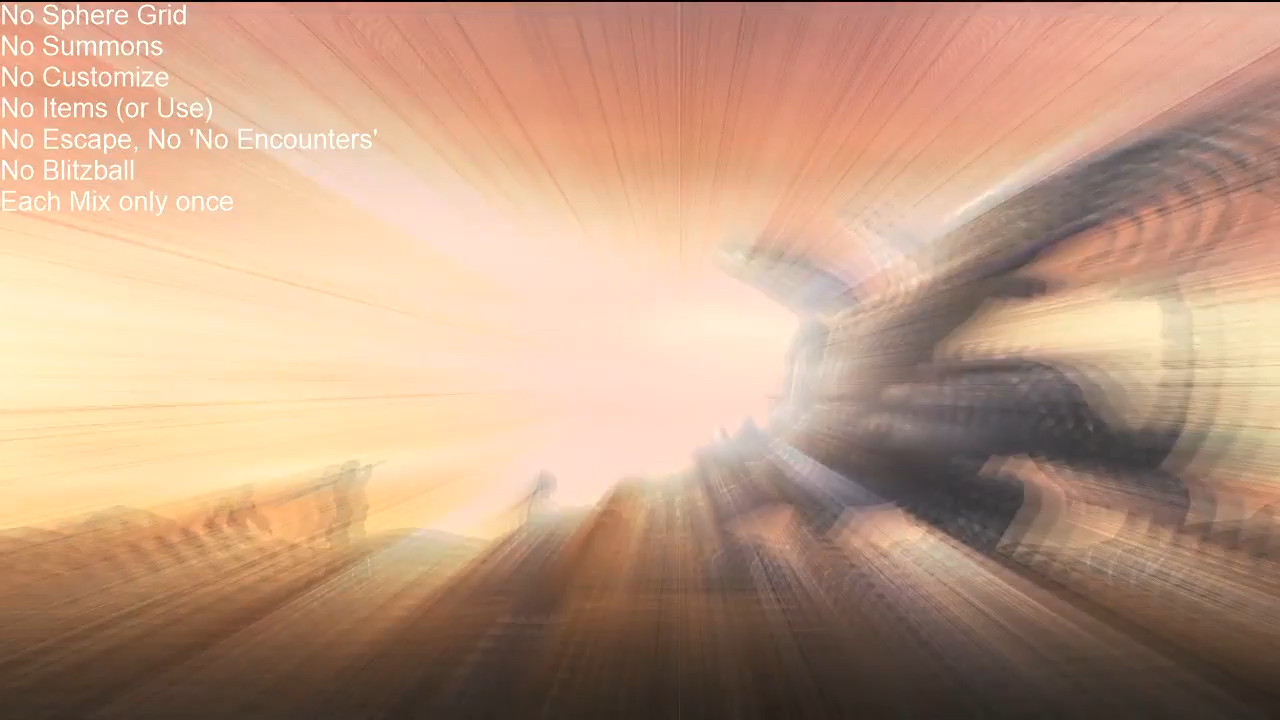 No Sphere Grid
No Summons
No Customize
No Items (or Use)
No Escape, No 'No Encounters'
No Blitzball
Each Mix only once